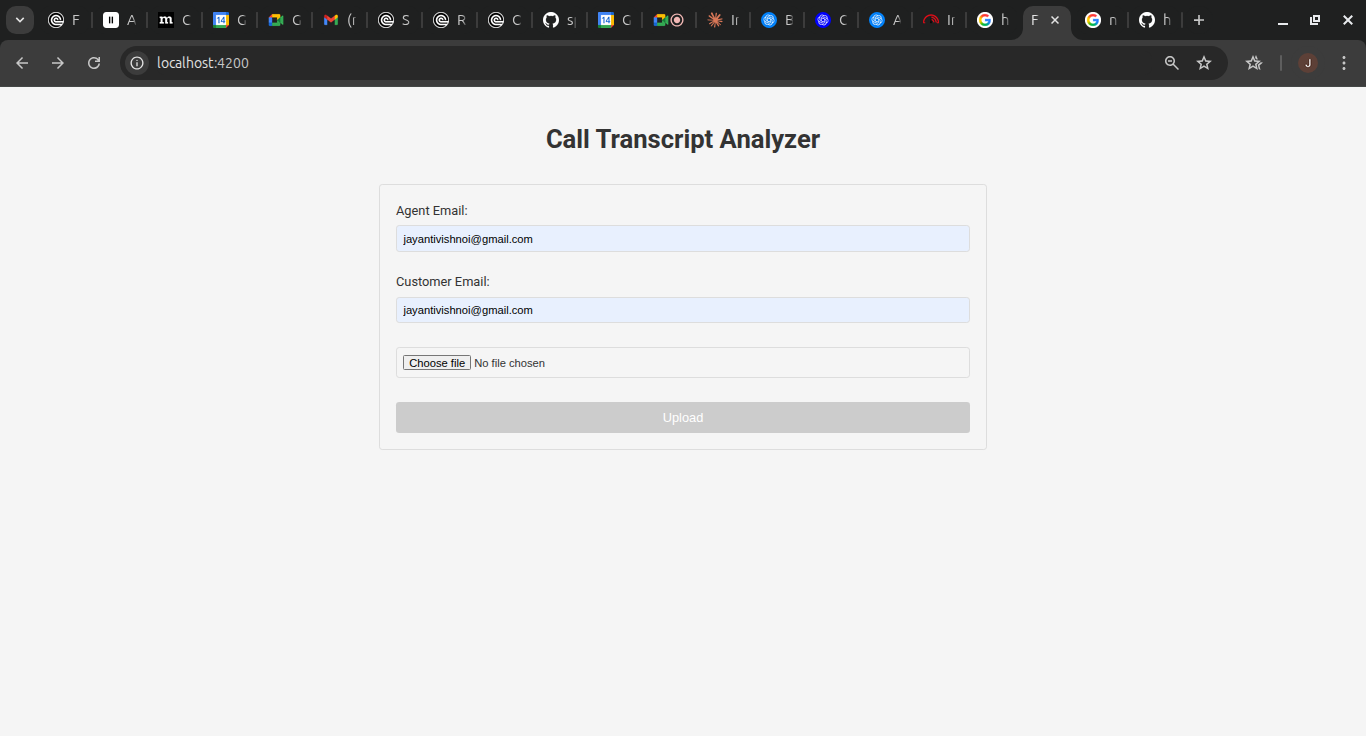 F A C G G (r S R C s G Ir B C A Ir h F n h
localhost:4200
J
Call Transcript Analyzer
Agent Email:
jayantivishnoi@gmail.com
Customer Email:
jayantivishnoi@gmail.com
Choose file No file chosen
Upload